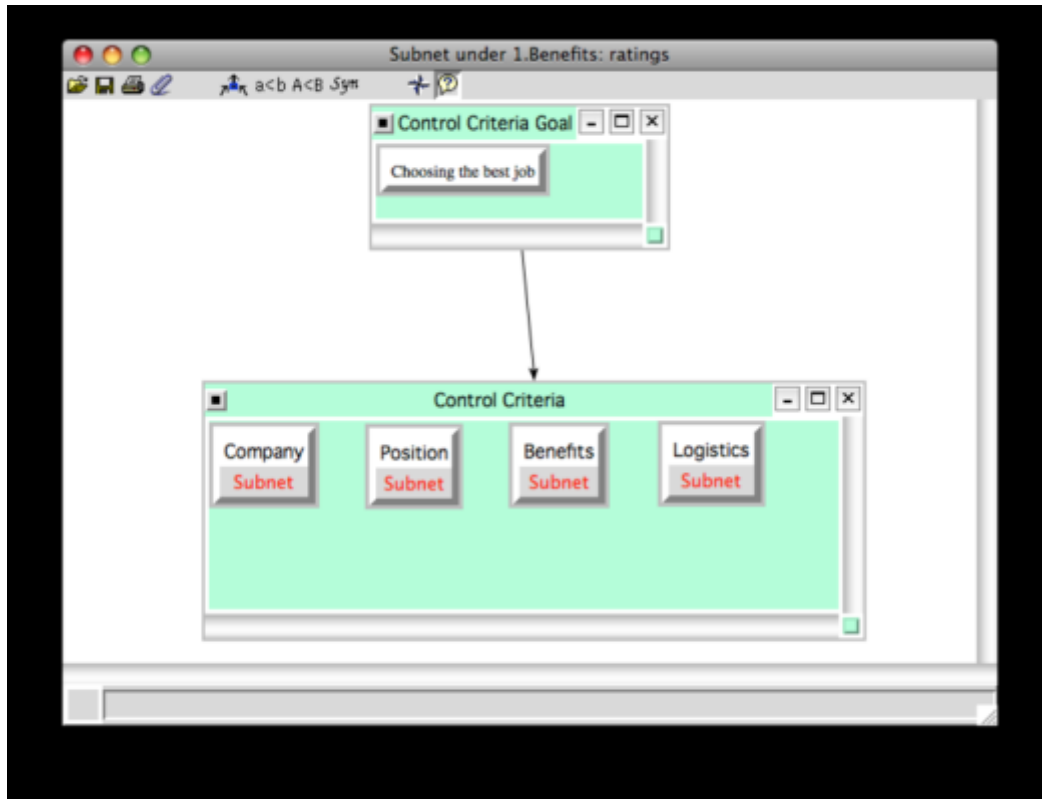 Subnet under 1.Benefits: ratings
a<b A<B Sym
Control Criteria Goal
Choosing the best job
Control Criteria
Company Position Benefits Logistics
Subnet Subnet Subnet Subnet